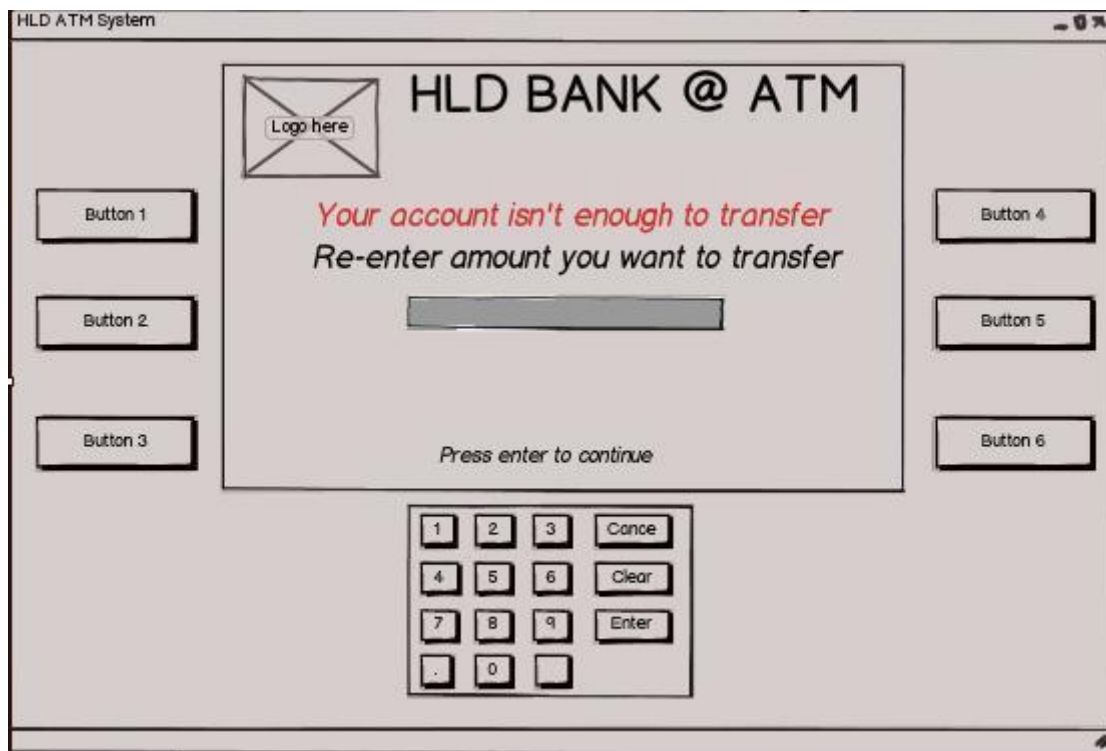 HLD ATM System
HLD BANK @ ATM
Logo here
Button 1
Your account isn't enough to transfer
Button 4
Re-enter amount you want to transfer
Button 2
Button 5
Button 3
Press enter to continue
Button 6
1 2 3 Cance
4 5 6 Clear
7 8 9 Enter
. 0